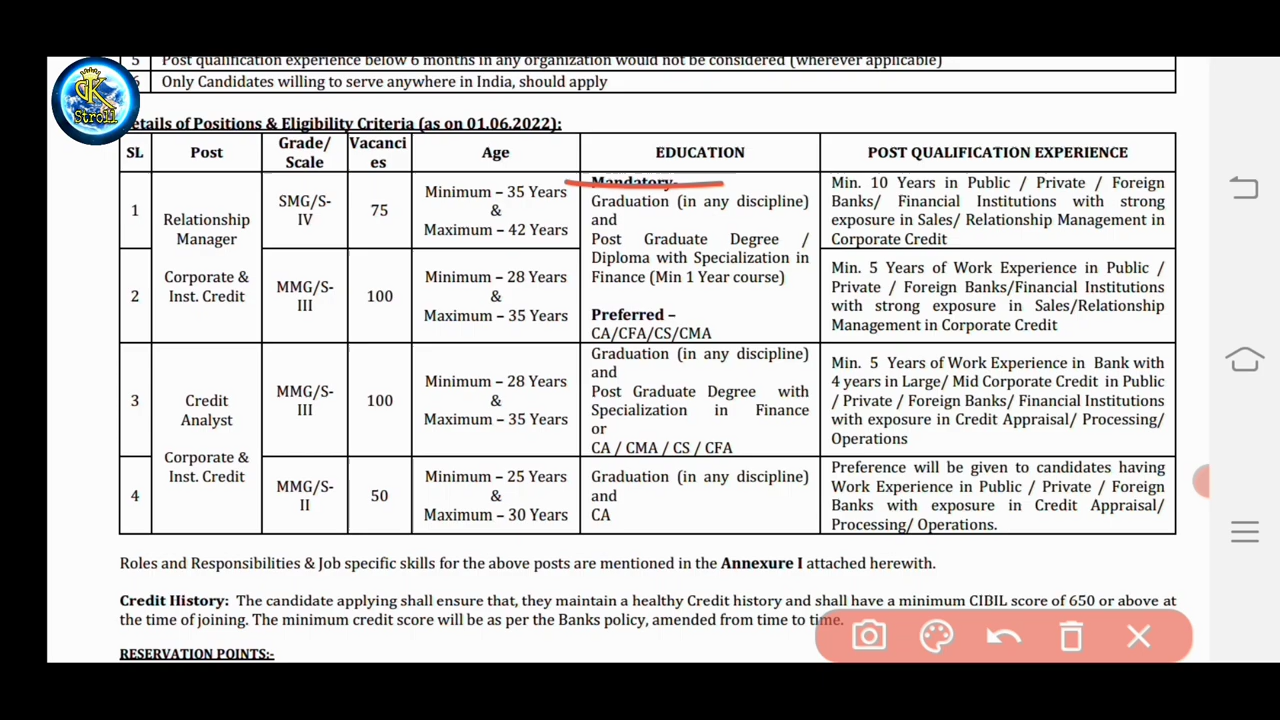 5 Post qualification experience below 6 months in any organization would not be considered (wherever applicable)
Only Candidates willing to serve anywhere in India, should apply
DK
Stroll
etails of Positions & Eligibility Criteria (as on 01.06.2022):
SL Post Grade/ Scale Vacanci es Age EDUCATION POST QUALIFICATION EXPERIENCE
1
Relationship
Manager
Corporate &
Inst. Credit
SMG/S-
IV
75
Minimum – 35 Years
&
Maximum – 42 Years
Mandatory-
Graduation (in any discipline)
and
Post Graduate Degree /
Diploma with Specialization in
Finance (Min 1 Year course)
Preferred –
CA/CFA/CS/CMA
Min. 10 Years in Public / Private / Foreign
Banks/ Financial Institutions with strong
exposure in Sales/ Relationship Management in
Corporate Credit
2
MMG/S-
III
100
Minimum – 28 Years
&
Maximum – 35 Years
Min. 5 Years of Work Experience in Public /
Private / Foreign Banks/Financial Institutions
with strong exposure in Sales/Relationship
Management in Corporate Credit
3
Credit
Analyst
Corporate &
Inst. Credit
MMG/S-
III
100
Minimum – 28 Years
&
Maximum – 35 Years
Graduation (in any discipline)
and
Post Graduate Degree with
Specialization in Finance
or
CA / CMA / CS / CFA
Min. 5 Years of Work Experience in Bank with
4 years in Large/ Mid Corporate Credit in Public
/ Private / Foreign Banks/ Financial Institutions
with exposure in Credit Appraisal/ Processing/
Operations
4
MMG/S-
II
50
Minimum – 25 Years
&
Maximum – 30 Years
Graduation (in any discipline)
and
CA
Preference will be given to candidates having
Work Experience in Public / Private / Foreign
Banks with exposure in Credit Appraisal/
Processing/ Operations.
Roles and Responsibilities & Job specific skills for the above posts are mentioned in the Annexure I attached herewith.
Credit History: The candidate applying shall ensure that, they maintain a healthy Credit history and shall have a minimum CIBIL score of 650 or above at
the time of joining. The minimum credit score will be as per the Banks policy, amended from time to time.
RESERVATION POINTS:-